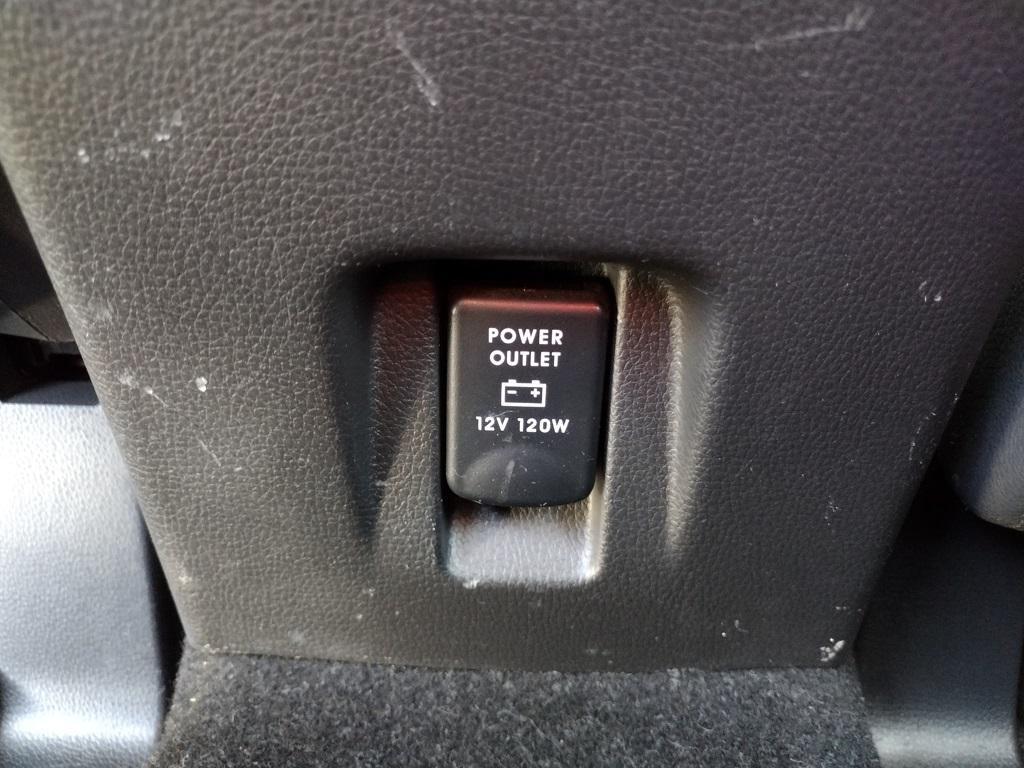 POWER
OUTLET
- +
12V 120W